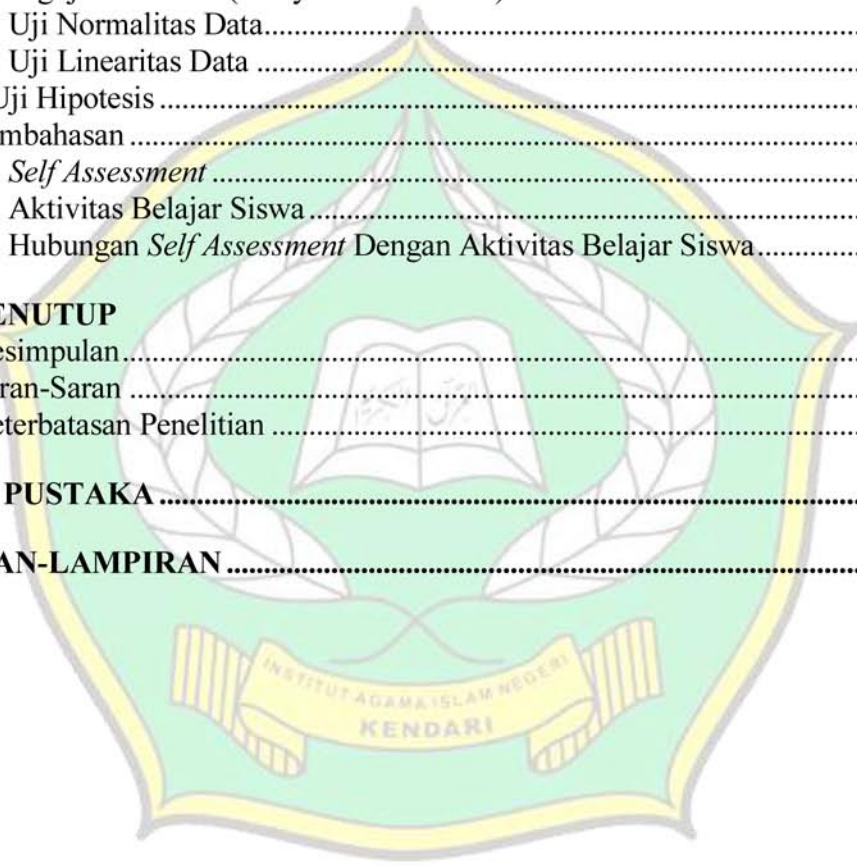 Uji Normalitas Data
Uji Linearitas Data
Uji Hipotesis
mbahasan
Self Assessment
Aktivitas Belajar Siswa
Hubungan Self Assessment Dengan Aktivitas Belajar Siswa
ENUTUP
esimpulan
ran-Saran
eterbatasan Penelitian
PUSTAKA
AN-LAMPIRAN
INSTITUT AGAMA ISLAM NEGERI
KENDARI